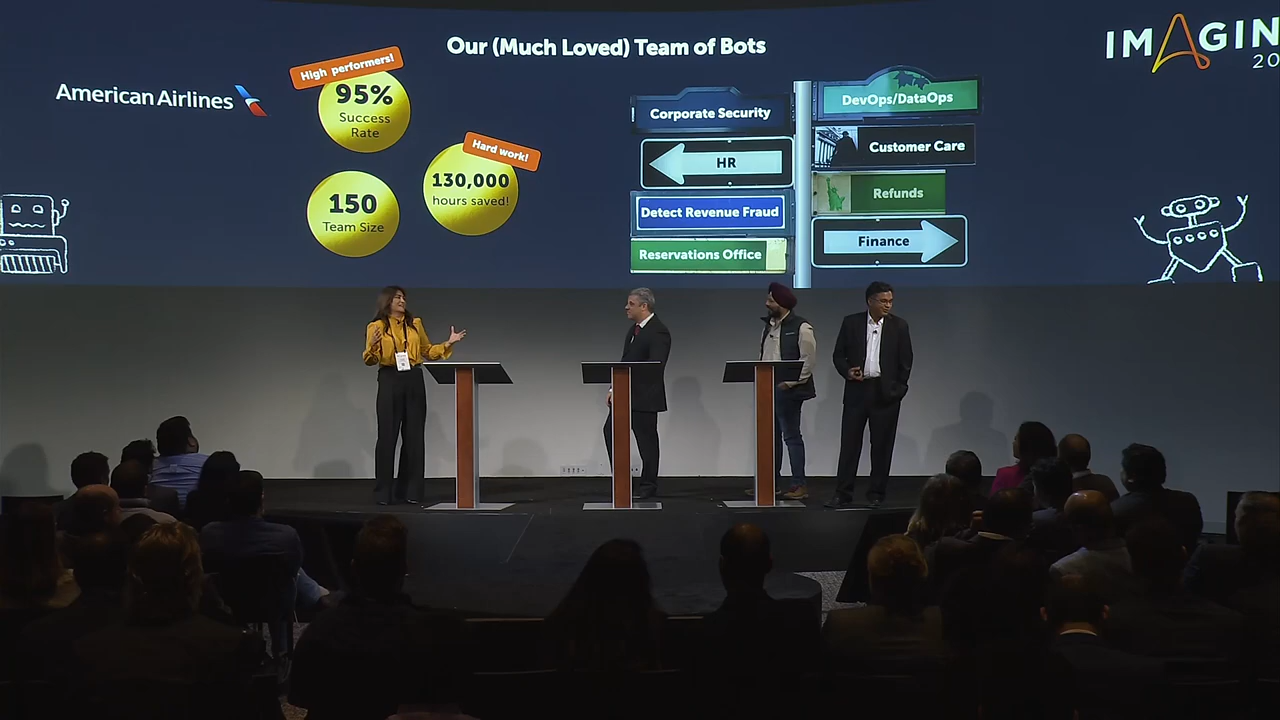 Our (Much Loved) Team of Bots
IMAGIN
20
American Airlines
High performers!
95%
Success
Rate
Hard work!
130,000
hours saved!
150
Team Size
Corporate Security
HR
Detect Revenue Fraud
Reservations Office
DevOps/DataOps
Customer Care
Refunds
Finance